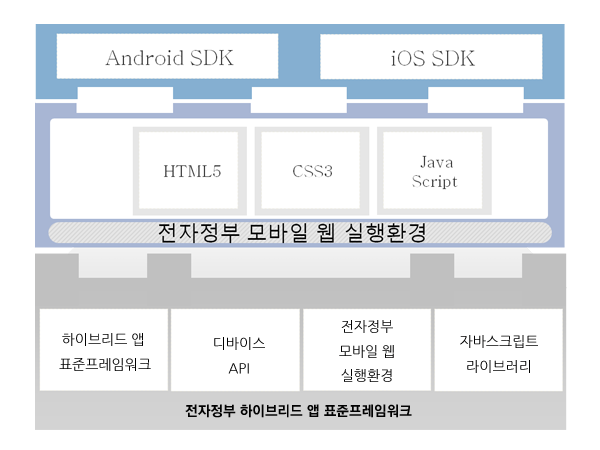 Android SDK
iOS SDK
HTML5
CSS3
Java
Script
전자정부 모바일 웹 실행환경
하이브리드 앱
표준프레임워크
디바이스
API
전자정부
모바일 웹
실행환경
자바스크립트
라이브러리
전자정부 하이브리드 앱 표준프레임워크